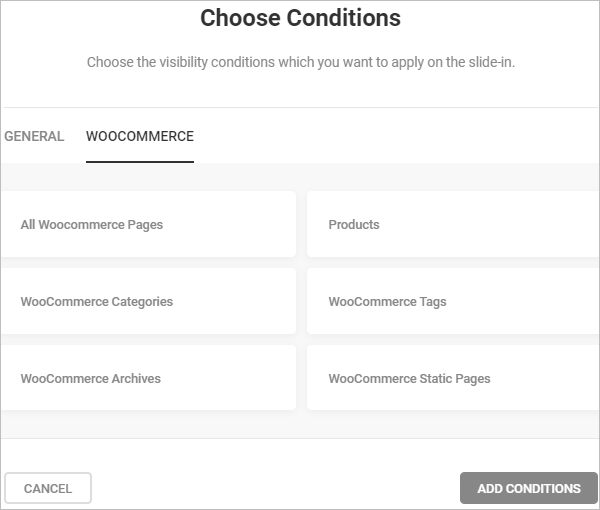 Choose Conditions
Choose the visibility conditions which you want to apply on the slide-in.
GENERAL WOOCOMMERCE
All Woocommerce Pages Products
WooCommerce Categories WooCommerce Tags
WooCommerce Archives WooCommerce Static Pages
CANCEL ADD CONDITIONS